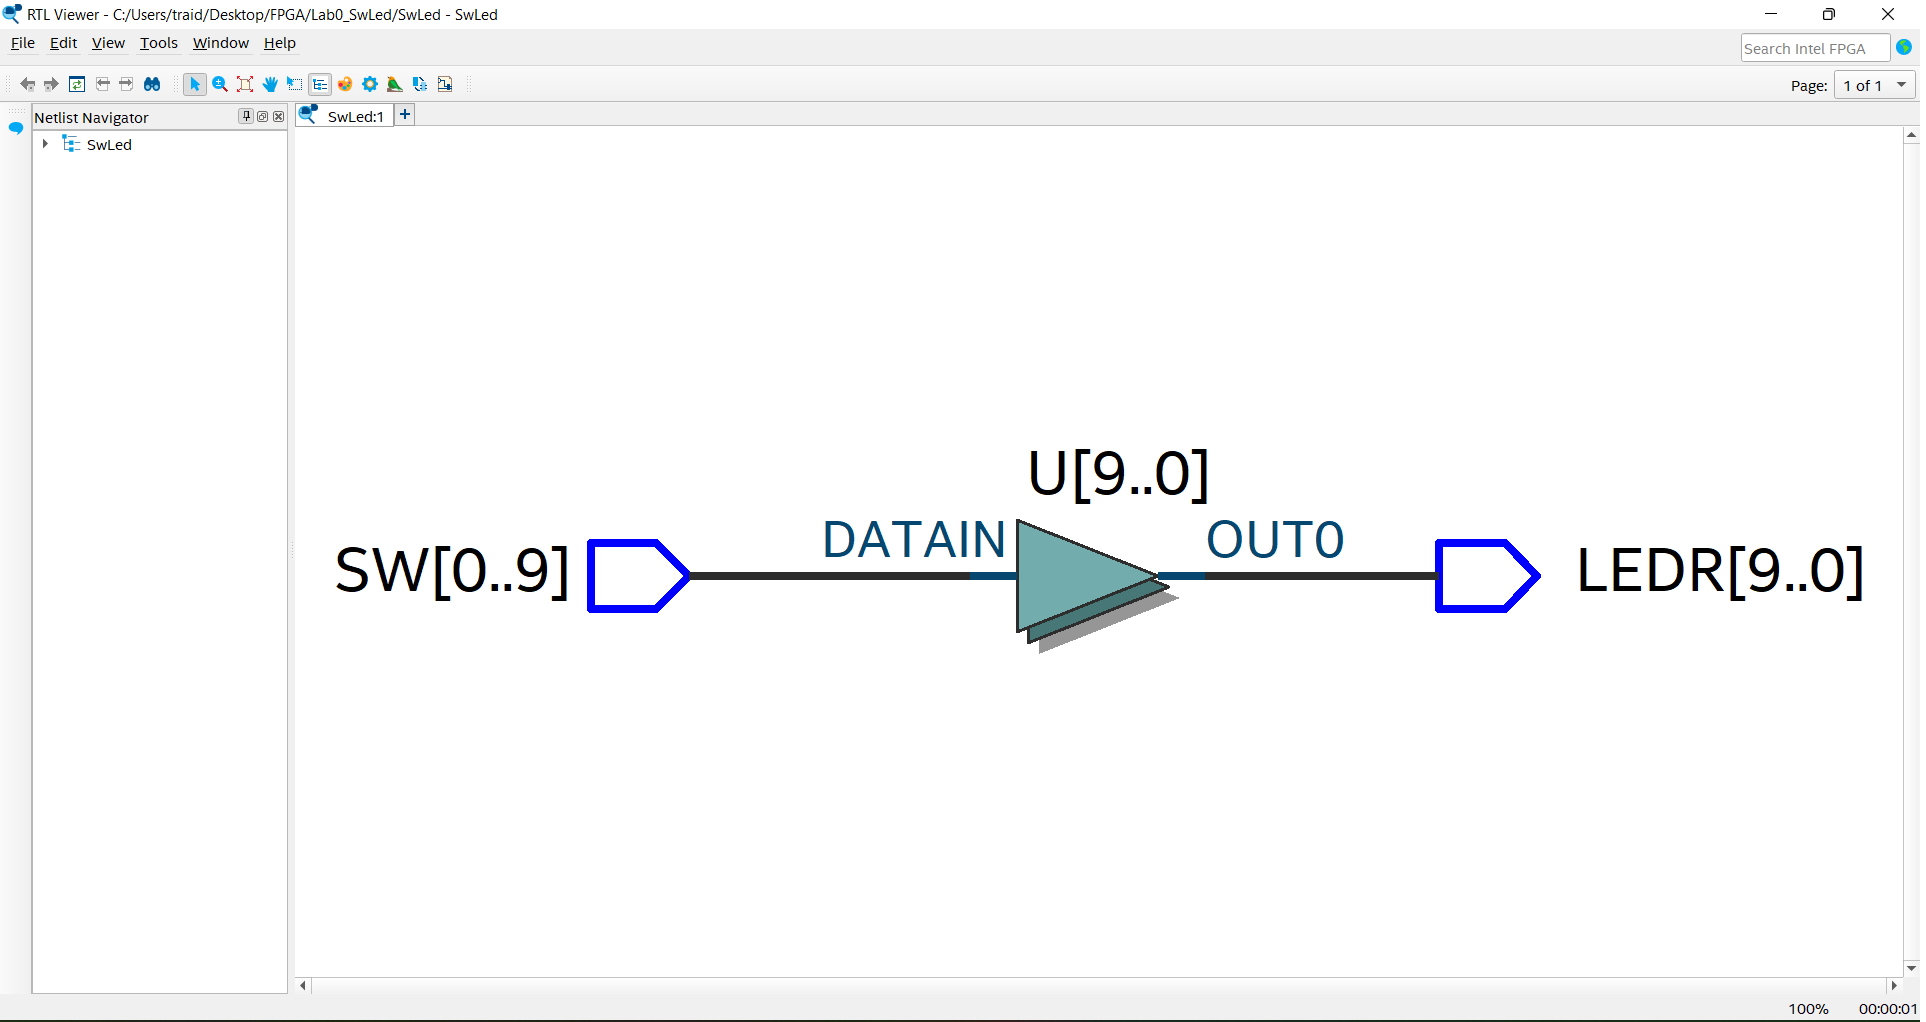 RTL Viewer - C:/Users/traid/Desktop/FPGA/Lab0_SwLed/SwLed - SwLed
File Edit View Tools Window Help
Search Intel FPGA
Page: 1 of 1
Netlist Navigator
SwLed:1
SwLed
U[9..0]
DATAIN
OUT0
SW[0..9]
LEDR[9..0]
100% 00:00:01